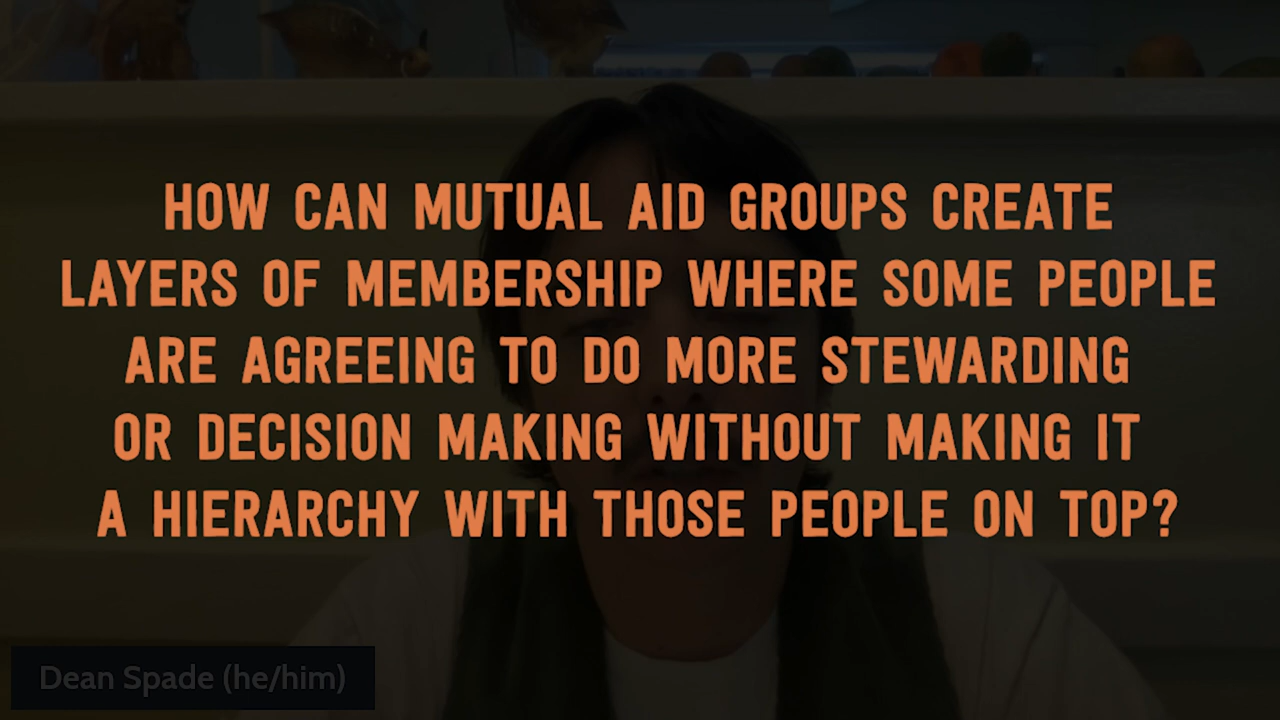 HOW CAN MUTUAL AID GROUPS CREATE
LAYERS OF MEMBERSHIP WHERE SOME PEOPLE
ARE AGREEING TO DO MORE STEWARDING
OR DECISION MAKING WITHOUT MAKING IT
A HIERARCHY WITH THOSE PEOPLE ON TOP?
Dean Spade (he/him)